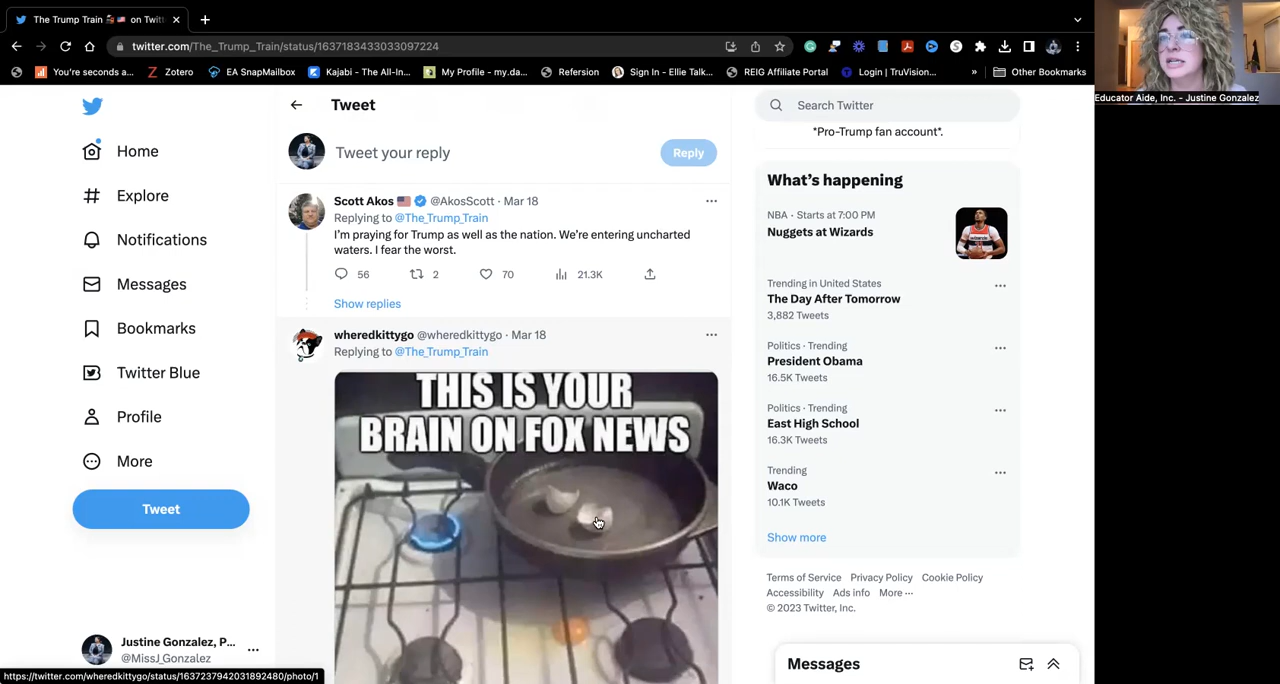 The Trump Train 🚂 🇺🇸 on Twitt
twitter.com/The_Trump_Train/status/1637183433033097224
You're seconds a...
Zotero
EA SnapMailbox
Kajabi - The All-In...
My Profile - my.da...
Refersion
Sign In - Ellie Talk...
REIG Affiliate Portal
Login | TruVision...
»
Other Bookmarks
Educator Aide, Inc. - Justine Gonzalez
Home
Explore
Notifications
Messages
Bookmarks
Twitter Blue
Profile
More
Tweet
Justine Gonzalez, P...
@MissJ_Gonzalez
https://twitter.com/wheredkittygo/status/1637237942031892480/photo/1
Tweet
Tweet your reply
Reply
Scott Akos 🇺🇸 @AkosScott · Mar 18
Replying to @The_Trump_Train
I'm praying for Trump as well as the nation. We're entering uncharted
waters. I fear the worst.
56 2 70 21.3K
Show replies
wheredkittygo @wheredkittygo · Mar 18
Replying to @The_Trump_Train
THIS IS YOUR
BRAIN ON FOX NEWS
Search Twitter
*Pro-Trump fan account*.
What's happening
NBA · Starts at 7:00 PM
Nuggets at Wizards
Trending in United States
The Day After Tomorrow
3,882 Tweets
Politics · Trending
President Obama
16.5K Tweets
Politics · Trending
East High School
16.3K Tweets
Trending
Waco
10.1K Tweets
Show more
Terms of Service Privacy Policy Cookie Policy
Accessibility Ads info More ···
© 2023 Twitter, Inc.
Messages